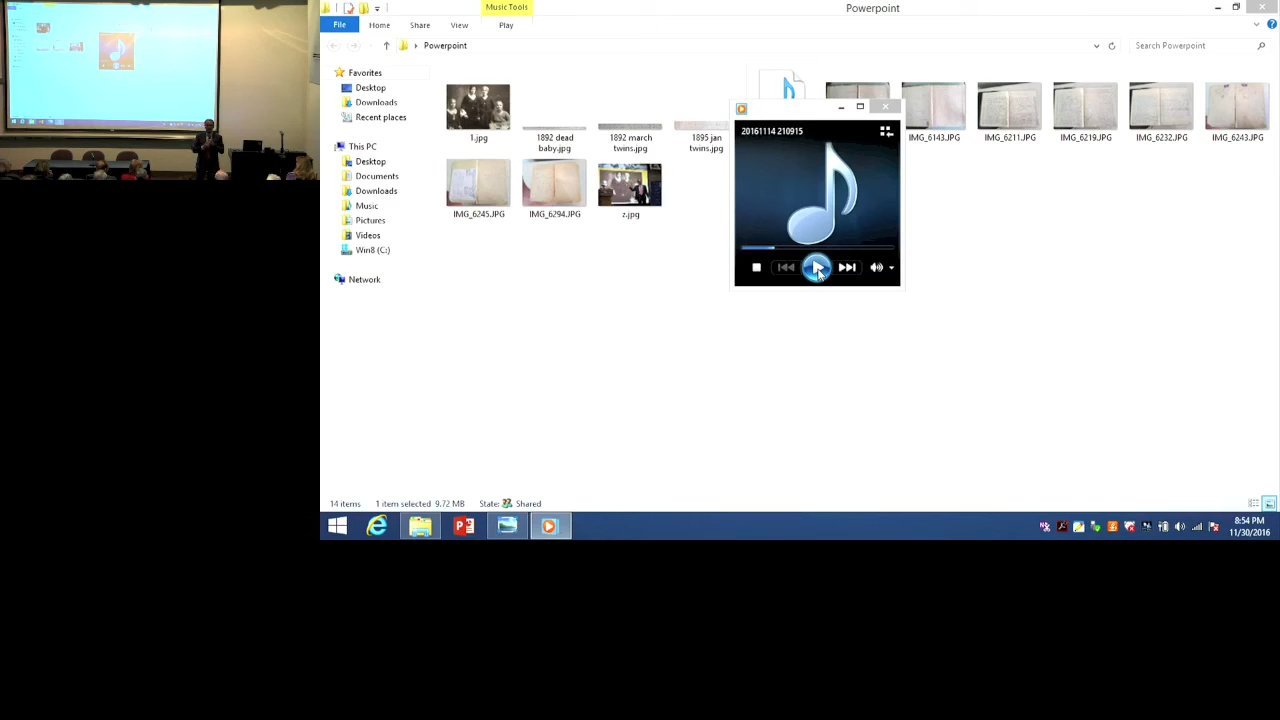 Music Tools
Powerpoint
File
Home
Share
View
Play
Powerpoint
Search Powerpoint
Favorites
Desktop
Downloads
Recent places
This PC
Desktop
Documents
Downloads
Music
Pictures
Videos
Win8 (C:)
Network
1.jpg
1892 dead
baby.jpg
1892 march
twins.jpg
1895 jan
twins.jpg
20161114 210915
IMG_6143.JPG
IMG_6211.JPG
IMG_6219.JPG
IMG_6232.JPG
IMG_6243.JPG
IMG_6245.JPG
IMG_6294.JPG
z.jpg
14 items
1 item selected 9.72 MB
State:
Shared
8:54 PM
11/30/2016